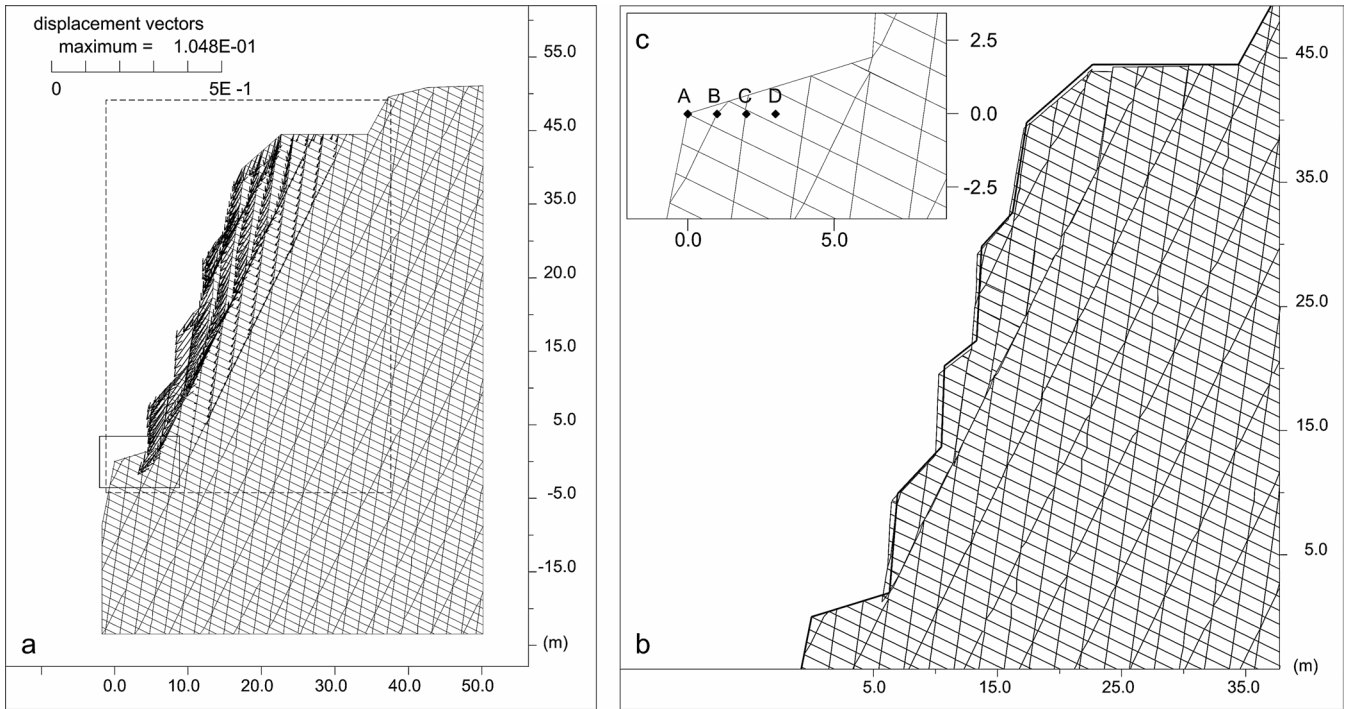 displacement vectors
maximum = 1.048E-01
0 5E -1
55.0
45.0
35.0
20.0
15.0
5.0
-5.0
-15.0
(m)
a
0.0 10.0 20.0 30.0 40.0 50.0
c
A B C D
2.5
0.0
-2.5
0.0 5.0
45.0
35.0
25.0
15.0
5.0
(m)
b
5.0 15.0 25.0 35.0